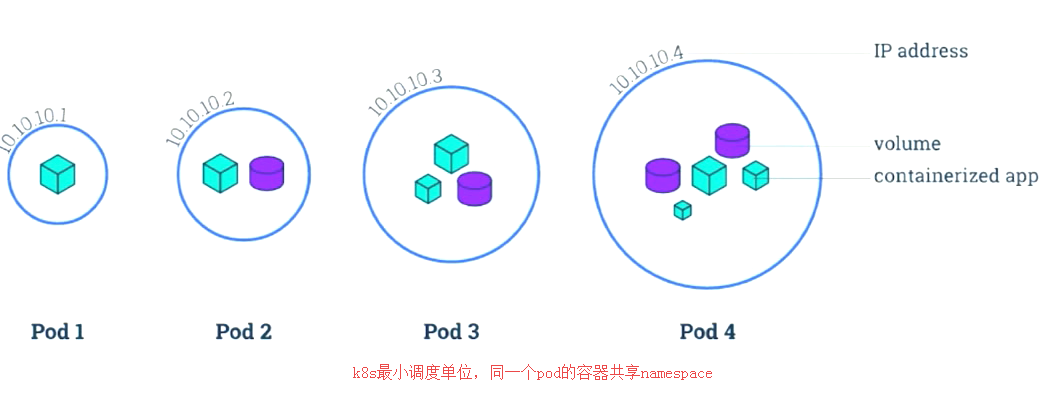 10.10.10.1
10.10.10.2
10.10.10.3
10.10.10.4
IP address
volume
containerized app
Pod 1
Pod 2
Pod 3
Pod 4
k8s最小调度单位，同一个pod的容器共享namespace